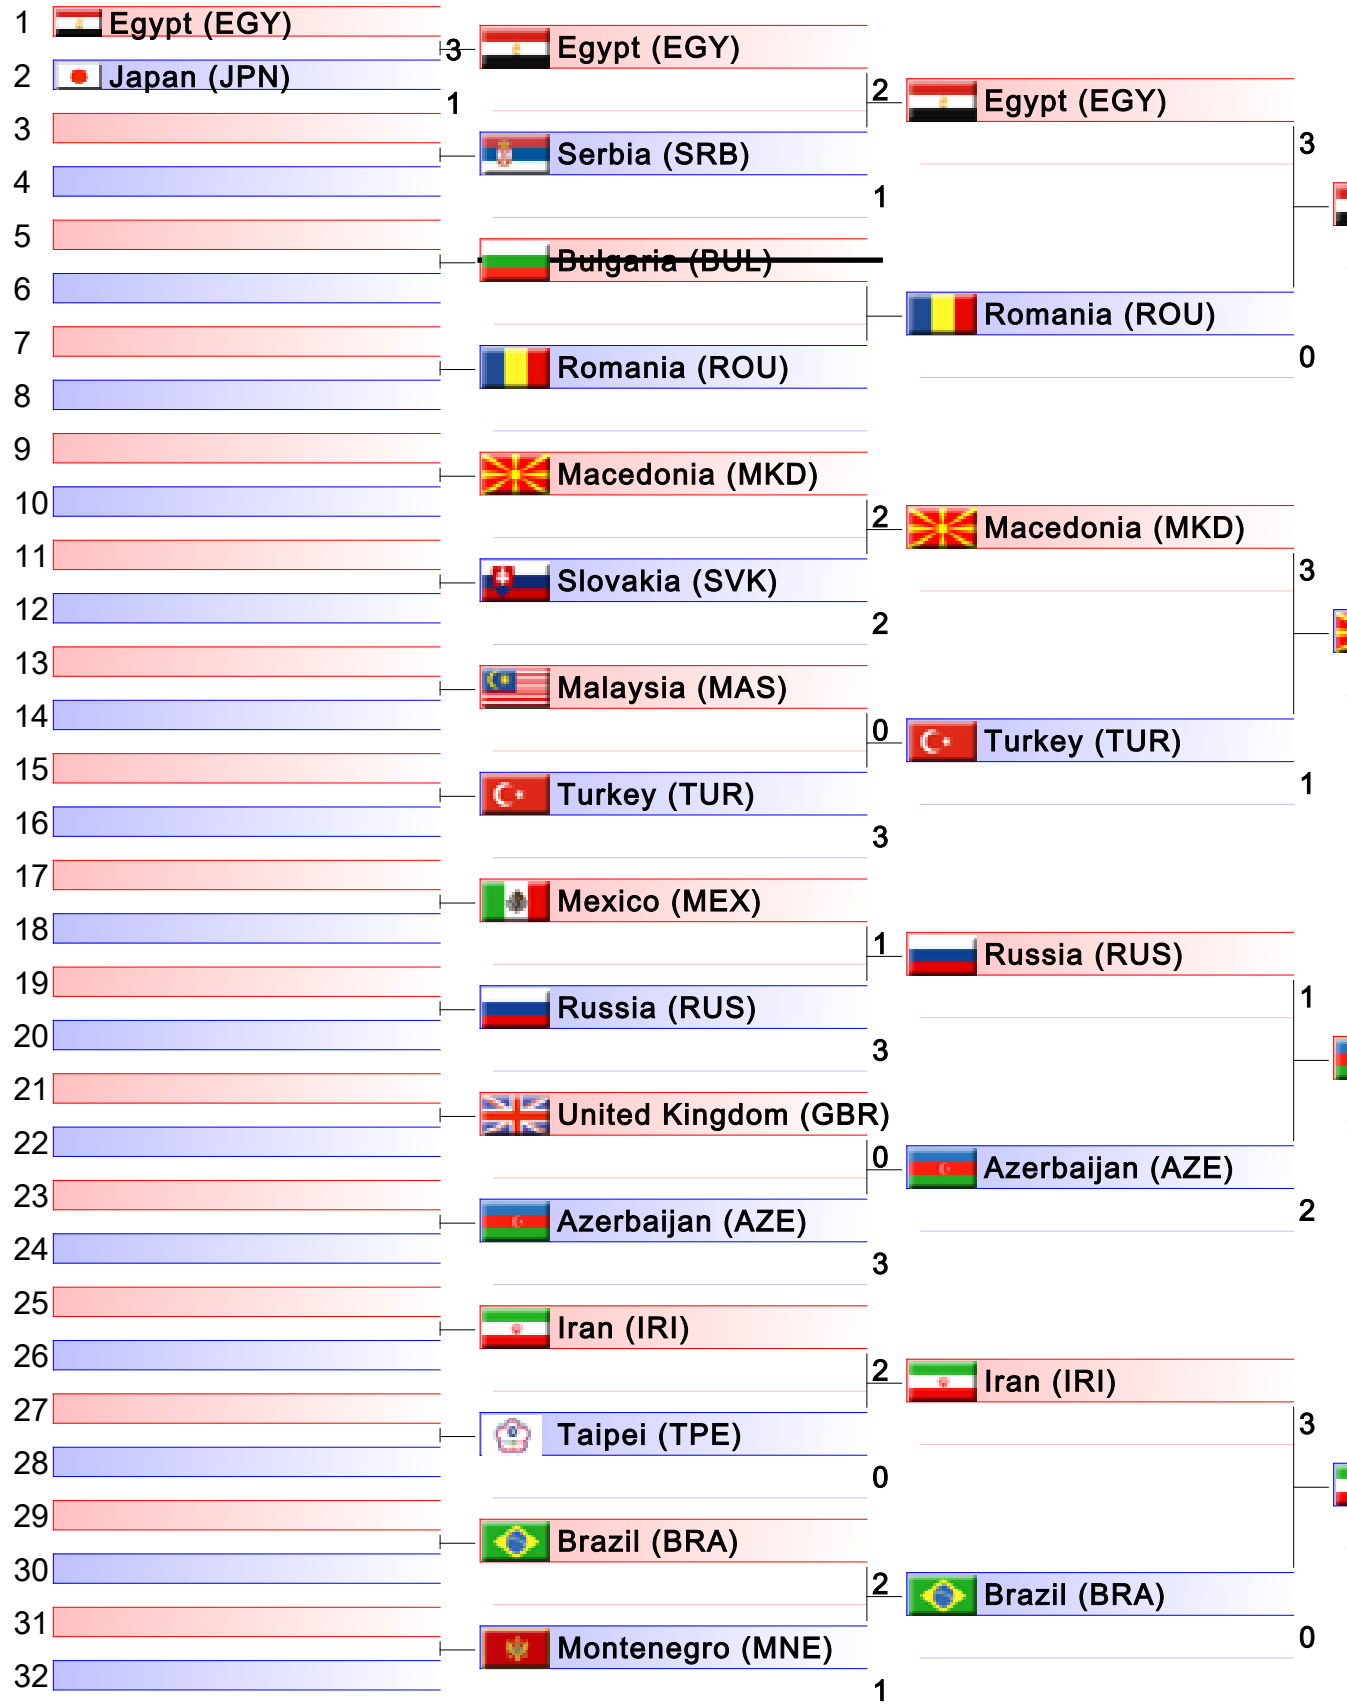 1 Egypt (EGY)
3
2 Japan (JPN)
1
3
4
5
6
7
8
9
10
11
12
13
14
15
16
17
18
19
20
21
22
23
24
25
26
27
28
29
30
31
32
Egypt (EGY)
2
Serbia (SRB)
1
Bulgaria (BUL)
Romania (ROU)
Macedonia (MKD)
2
Slovakia (SVK)
2
Malaysia (MAS)
0
Turkey (TUR)
3
Mexico (MEX)
1
Russia (RUS)
3
United Kingdom (GBR)
0
Azerbaijan (AZE)
3
Iran (IRI)
2
Taipei (TPE)
0
Brazil (BRA)
2
Montenegro (MNE)
1
Egypt (EGY)
3
Romania (ROU)
0
Macedonia (MKD)
3
Turkey (TUR)
1
Russia (RUS)
1
Azerbaijan (AZE)
2
Iran (IRI)
3
Brazil (BRA)
0